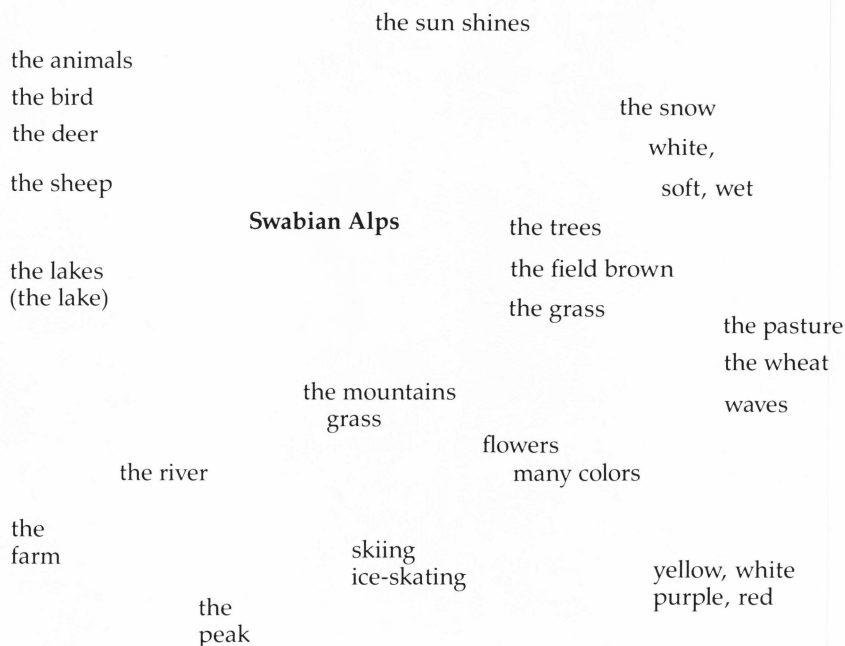 the sun shines
the animals
the bird
the deer
the sheep
the snow
white,
soft, wet
Swabian Alps
the trees
the field brown
the grass
the lakes
(the lake)
the pasture
the wheat
waves
the mountains
grass
flowers
many colors
the river
the
farm
skiing
ice-skating
yellow, white
purple, red
the
peak